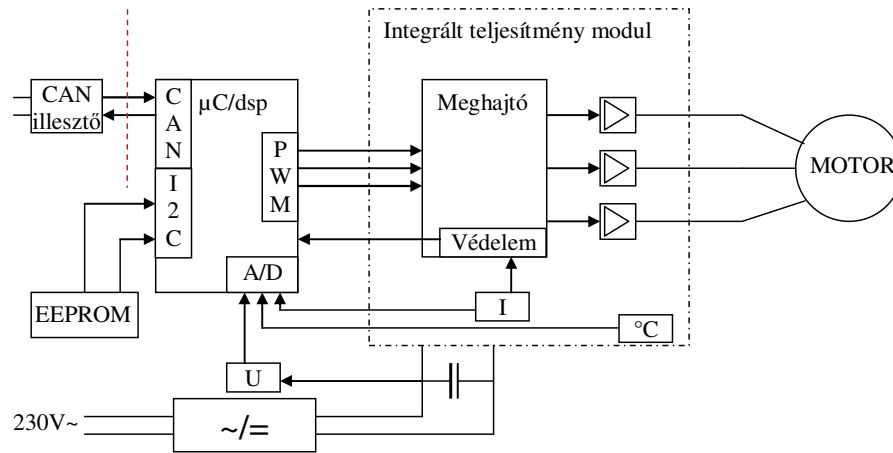 Integrált teljesítmény modul
CAN
illesztő
C
A
N
µC/dsp
Meghajtó
P
W
M
MOTOR
I
2
C
Védelem
A/D
EEPROM
I
°C
U
230V~
~/=